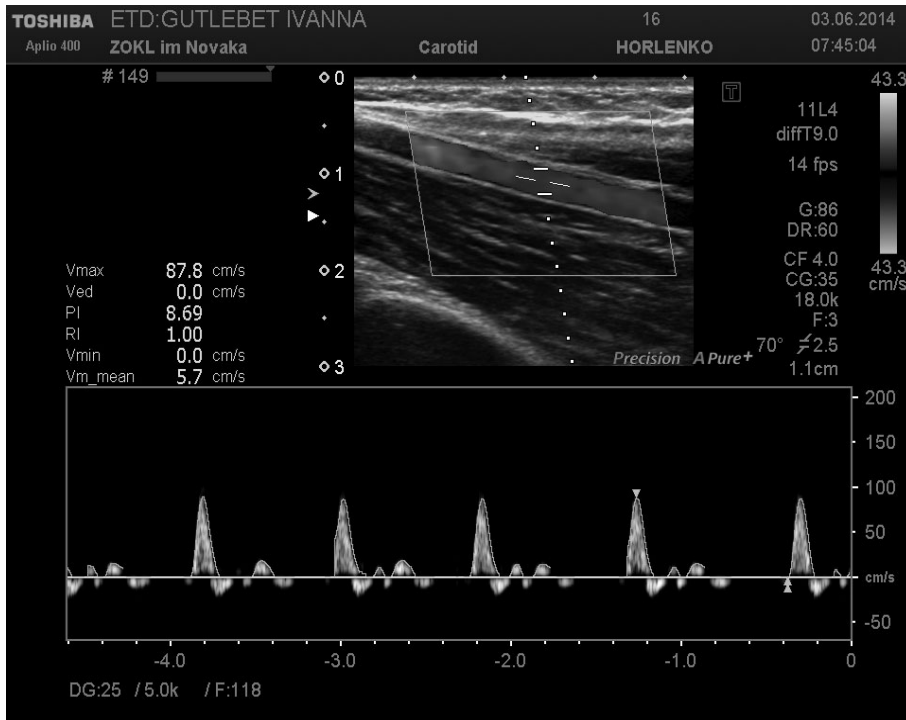 TOSHIBA ETD:GUTLEBET IVANNA 16 03.06.2014
Aplio 400 ZOKL im Novaka Carotid HORLENKO 07:45:04
#149
0
1
2
3
T
43.3
43.3
cm/s
11L4
diffT9.0
14 fps
G:86
DR:60
CF 4.0
CG:35
18.0k
F:3
70° 2.5
1.1cm
Precision APure+
Vmax 87.8 cm/s
Ved 0.0 cm/s
PI 8.69
RI 1.00
Vmin 0.0 cm/s
Vm_mean 5.7 cm/s
200
150
100
50
cm/s
-50
-4.0 -3.0 -2.0 -1.0 0
DG:25 /5.0k /F:118